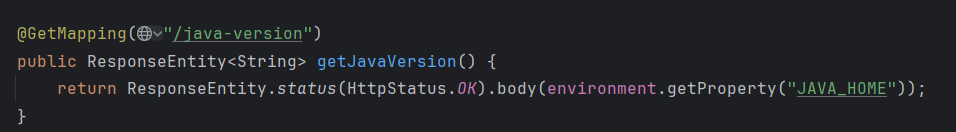 @GetMapping("/java-version")
public ResponseEntity<String> getJavaVersion() {
    return ResponseEntity.status(HttpStatus.OK).body(environment.getProperty("JAVA_HOME"));
}